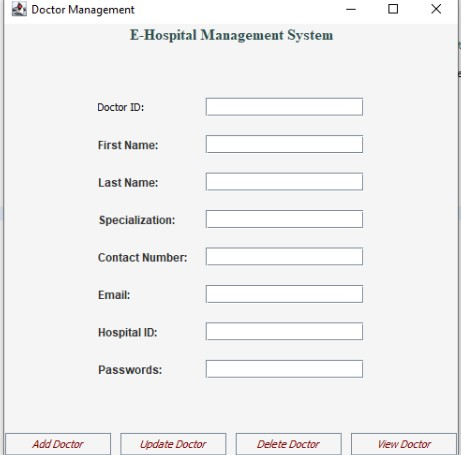 Doctor Management
E-Hospital Management System
Doctor ID:
First Name:
Last Name:
Specialization:
Contact Number:
Email:
Hospital ID:
Passwords:
Add Doctor Update Doctor Delete Doctor View Doctor